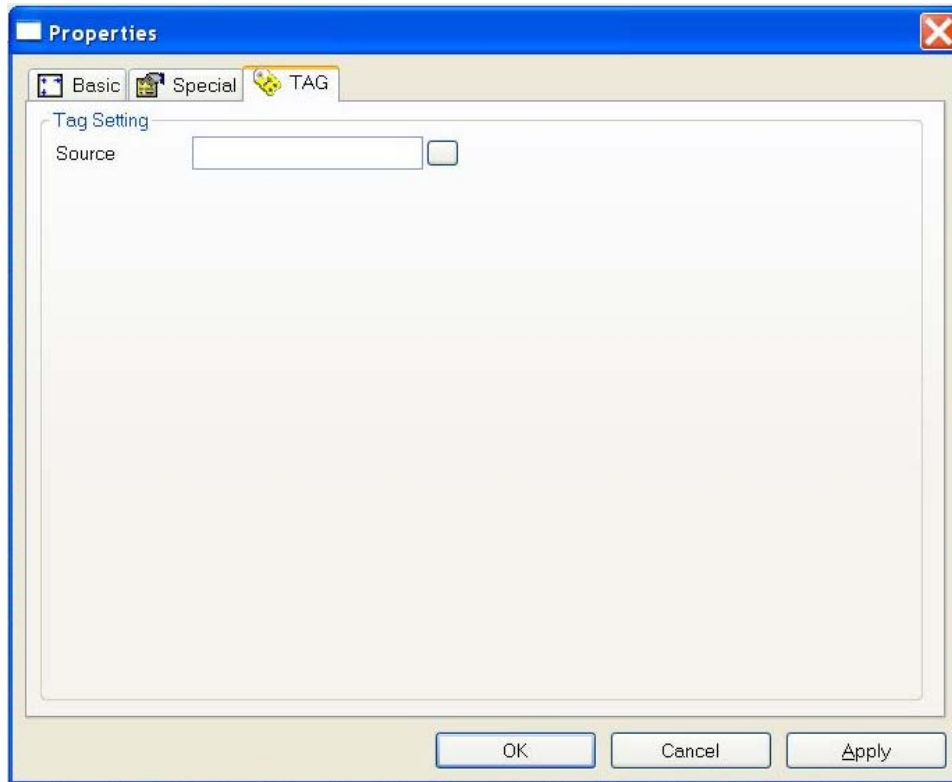 Properties
Basic Special TAG
Tag Setting
Source
OK Cancel Apply